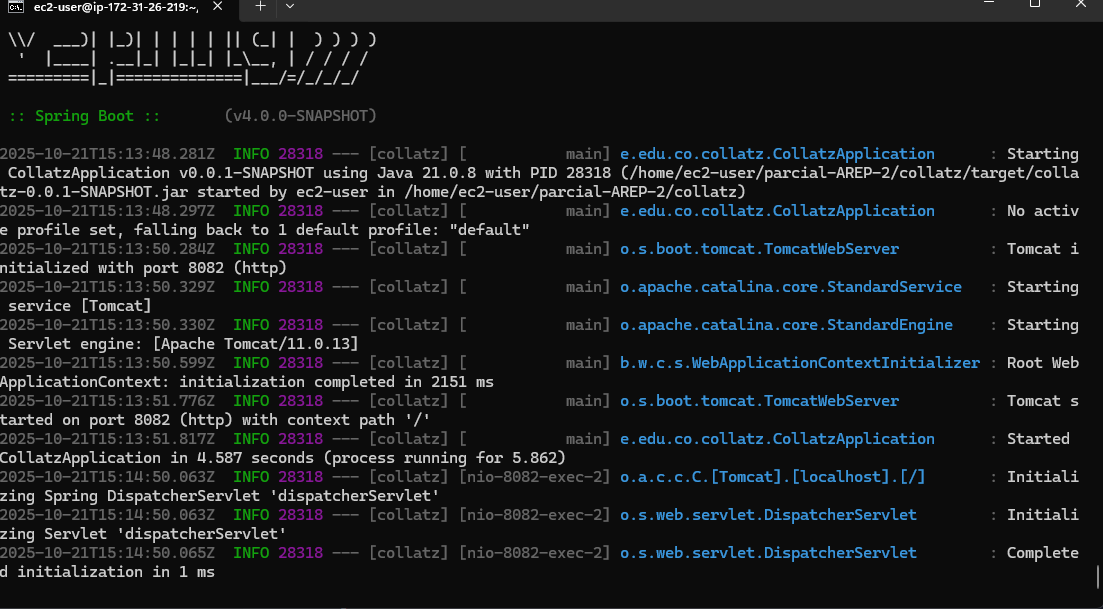 ec2-user@ip-172-31-26-219:~,
\\/  ___)| |_)| | | | | || (_| |  ) ) ) )
 '  |____| .__|_| |_|_| |_\__, | / / / /
=========|_|==============|___/=/_/_/_/
:: Spring Boot ::       (v4.0.0-SNAPSHOT)
2025-10-21T15:13:48.281Z  INFO 28318 --- [collatz] [           main] e.edu.co.collatz.CollatzApplication      : Starting
 CollatzApplication v0.0.1-SNAPSHOT using Java 21.0.8 with PID 28318 (/home/ec2-user/parcial-AREP-2/collatz/target/colla
tz-0.0.1-SNAPSHOT.jar started by ec2-user in /home/ec2-user/parcial-AREP-2/collatz)
2025-10-21T15:13:48.297Z  INFO 28318 --- [collatz] [           main] e.edu.co.collatz.CollatzApplication      : No activ
e profile set, falling back to 1 default profile: "default"
2025-10-21T15:13:50.284Z  INFO 28318 --- [collatz] [           main] o.s.boot.tomcat.TomcatWebServer          : Tomcat i
nitialized with port 8082 (http)
2025-10-21T15:13:50.329Z  INFO 28318 --- [collatz] [           main] o.apache.catalina.core.StandardService   : Starting
 service [Tomcat]
2025-10-21T15:13:50.330Z  INFO 28318 --- [collatz] [           main] o.apache.catalina.core.StandardEngine    : Starting
 Servlet engine: [Apache Tomcat/11.0.13]
2025-10-21T15:13:50.599Z  INFO 28318 --- [collatz] [           main] b.w.c.s.WebApplicationContextInitializer : Root Web
ApplicationContext: initialization completed in 2151 ms
2025-10-21T15:13:51.776Z  INFO 28318 --- [collatz] [           main] o.s.boot.tomcat.TomcatWebServer          : Tomcat s
tarted on port 8082 (http) with context path '/'
2025-10-21T15:13:51.817Z  INFO 28318 --- [collatz] [           main] e.edu.co.collatz.CollatzApplication      : Started
CollatzApplication in 4.587 seconds (process running for 5.862)
2025-10-21T15:14:50.063Z  INFO 28318 --- [collatz] [nio-8082-exec-2] o.a.c.c.C.[Tomcat].[localhost].[/]       : Initiali
zing Spring DispatcherServlet 'dispatcherServlet'
2025-10-21T15:14:50.063Z  INFO 28318 --- [collatz] [nio-8082-exec-2] o.s.web.servlet.DispatcherServlet        : Initiali
zing Servlet 'dispatcherServlet'
2025-10-21T15:14:50.065Z  INFO 28318 --- [collatz] [nio-8082-exec-2] o.s.web.servlet.DispatcherServlet        : Complete
d initialization in 1 ms